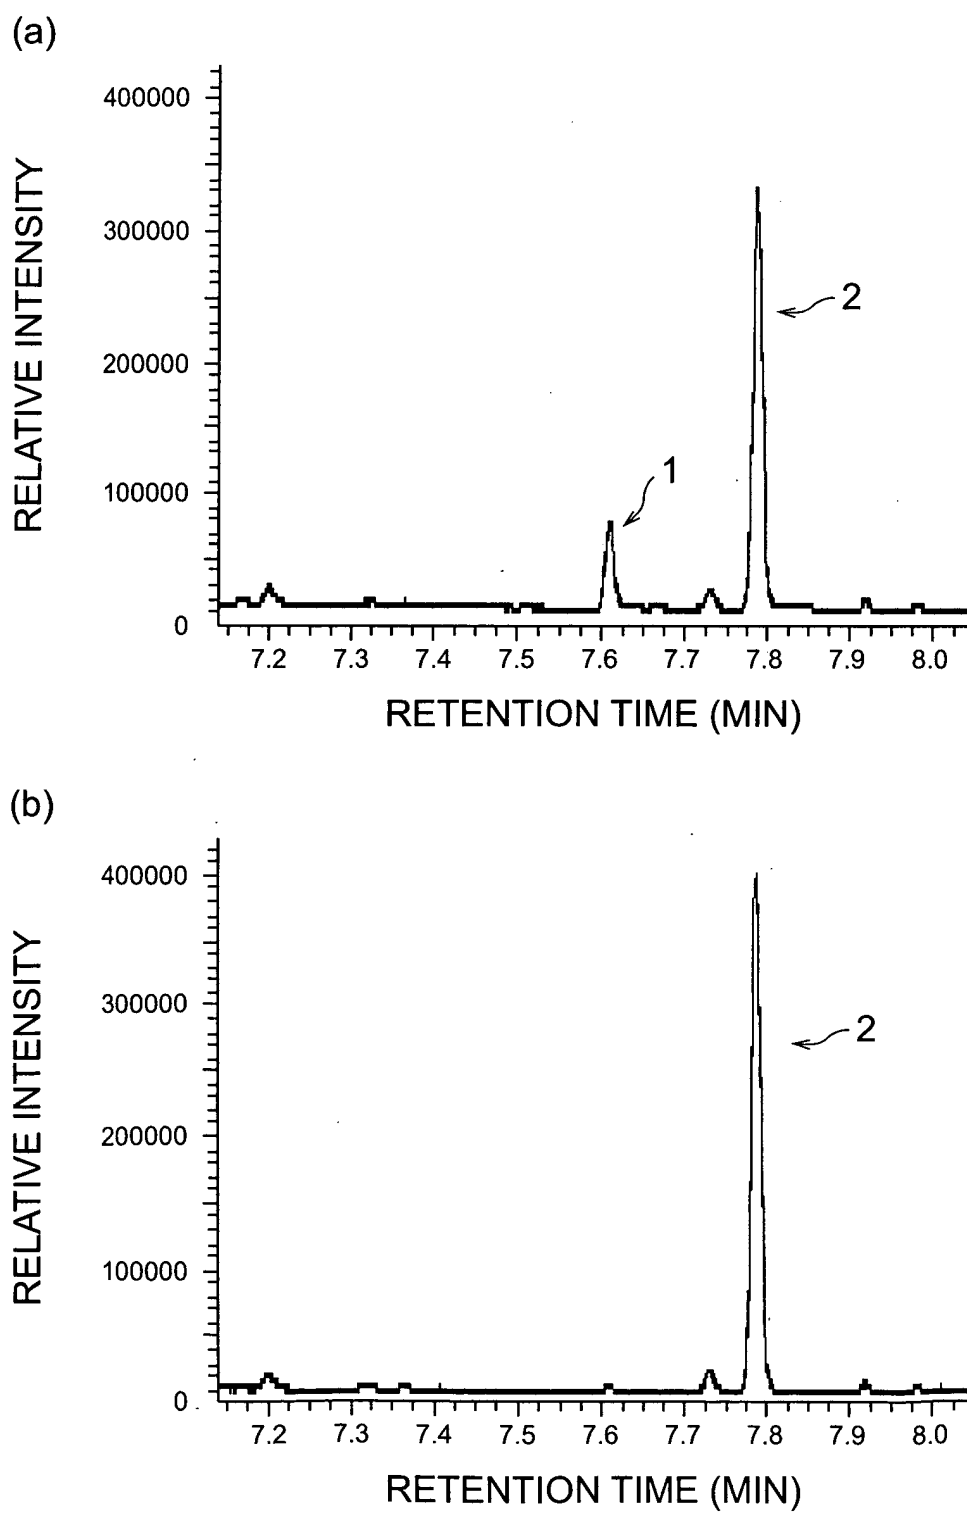 (a)
RELATIVE INTENSITY
400000
300000
200000
100000
0
2
1
7.2 7.3 7.4 7.5 7.6 7.7 7.8 7.9 8.0
RETENTION TIME (MIN)
(b)
RELATIVE INTENSITY
400000
300000
200000
100000
0
2
7.2 7.3 7.4 7.5 7.6 7.7 7.8 7.9 8.0
RETENTION TIME (MIN)